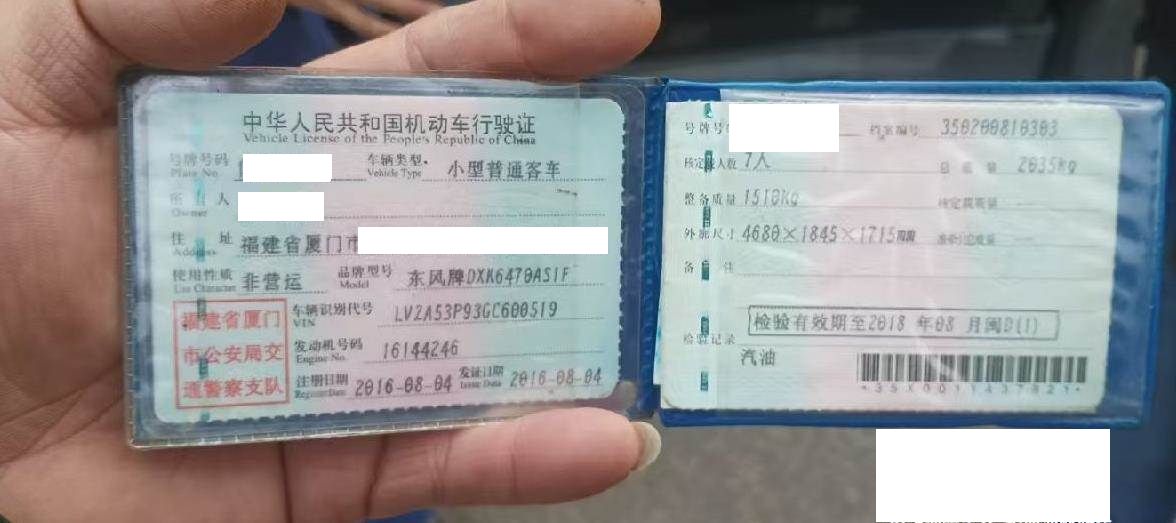 中华人民共和国机动车行驶证
Vehicle License of the People's Republic of China
号牌号码 车辆类型 小型普通客车
Plate No. Vehicle Type
所有人
Owner
住 址 福建省厦门市
Address
使用性质 非营运 品牌型号 东风牌DXK6470AS1F
Use Character Model
福建省厦门
市公安局交
通警察支队
车辆识别代号 LV2A53P93GC600519
VIN
发动机号码 16144246
Engine No.
注册日期 2016-08-04 发证日期 2016-08-04
Register Date Issue Date
号牌号 档案编号 350200810303
核定载人数 7人 总质量 2035KG
整备质量 1510KG 核定载质量 --
外廓尺寸 4680×1845×1715mm 准牵引总质量 --
备 注
检验有效期至2018 年08 月闽D(1)
检验记录
汽油